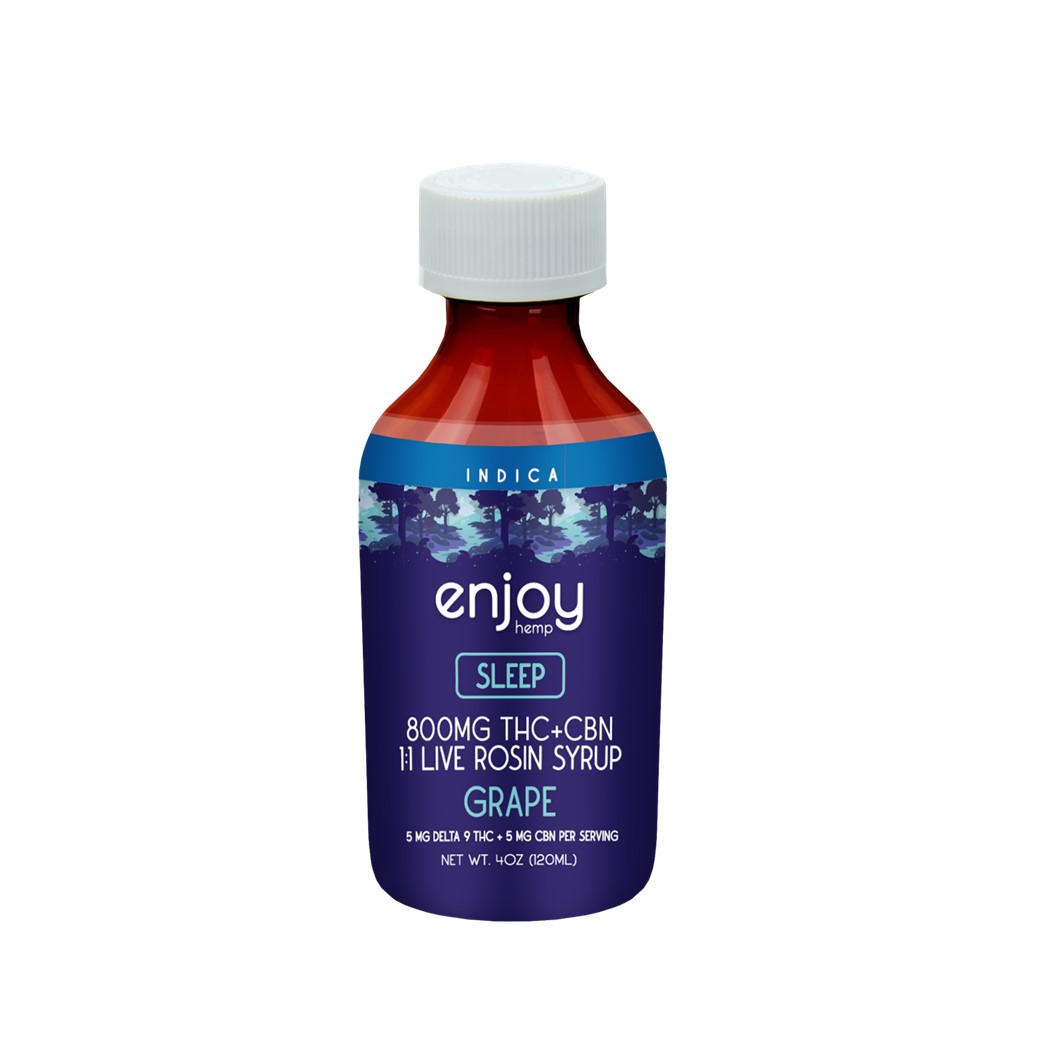 INDICA
enjoy
hemp
SLEEP
800MG THC+CBN
1:1 LIVE ROSIN SYRUP
GRAPE
5 MG DELTA 9 THC + 5 MG CBN PER SERVING
NET WT. 4OZ (120ML)